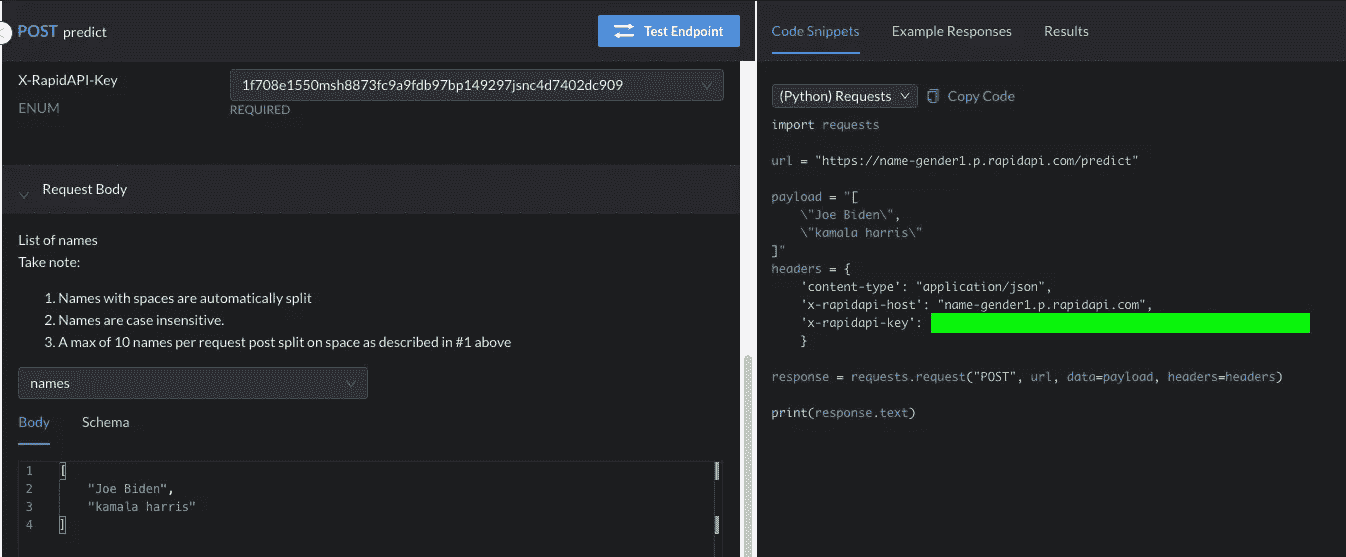 POST predict
Test Endpoint
X-RapidAPI-Key
1f708e1550msh8873fc9a9fdb97bp149297jsnc4d7402dc909
ENUM
REQUIRED
Request Body
List of names
Take note:
1. Names with spaces are automatically split
2. Names are case insensitive.
3. A max of 10 names per request post split on space as described in #1 above
names
Body Schema
1 [
2 "Joe Biden",
3 "kamala harris"
4 ]
Code Snippets Example Responses Results
(Python) Requests Copy Code
import requests
url = "https://name-gender1.p.rapidapi.com/predict"
payload = "[
\"Joe Biden\",
\"kamala harris\"
]"
headers = {
'content-type': "application/json",
'x-rapidapi-host': "name-gender1.p.rapidapi.com",
'x-rapidapi-key':
}
response = requests.request("POST", url, data=payload, headers=headers)
print(response.text)